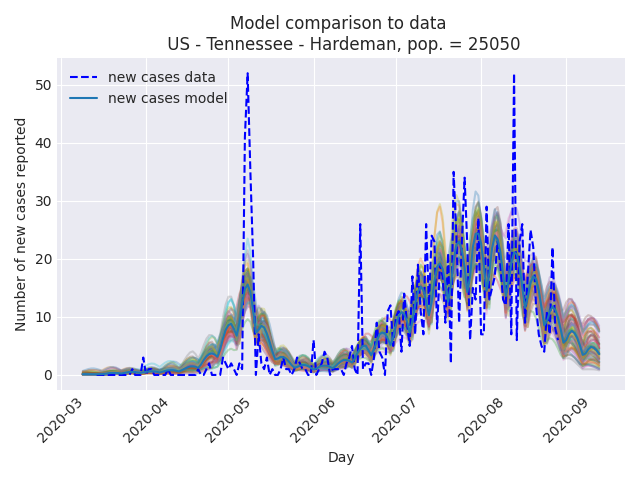 Model comparison to data
US - Tennessee - Hardeman, pop. = 25050
new cases data
new cases model
Number of new cases reported
50
40
30
20
10
0
2020-03
2020-04
2020-05
2020-06
2020-07
2020-08
2020-09
Day